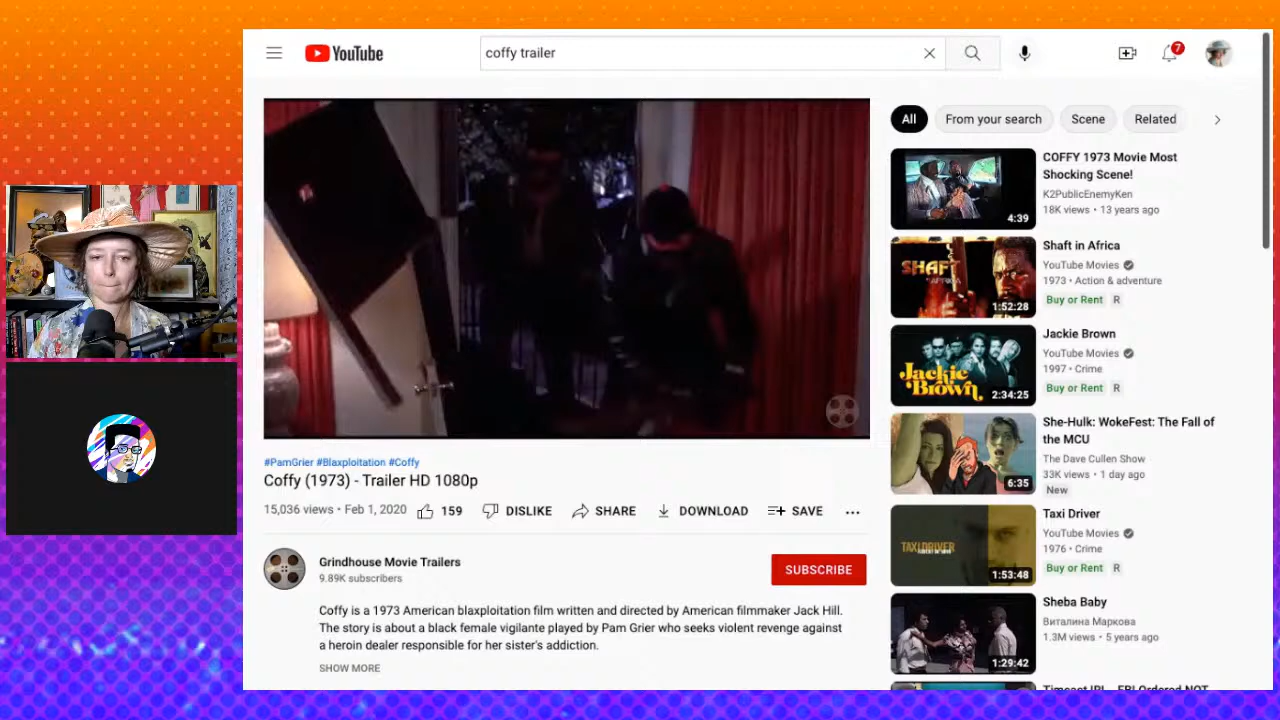 YouTube
coffy trailer
7
All
From your search
Scene
Related
#PamGrier #Blaxploitation #Coffy
Coffy (1973) - Trailer HD 1080p
15,036 views • Feb 1, 2020
159
DISLIKE
SHARE
DOWNLOAD
SAVE
Grindhouse Movie Trailers
9.89K subscribers
SUBSCRIBE
Coffy is a 1973 American blaxploitation film written and directed by American filmmaker Jack Hill.
The story is about a black female vigilante played by Pam Grier who seeks violent revenge against
a heroin dealer responsible for her sister's addiction.
SHOW MORE
4:39
COFFY 1973 Movie Most
Shocking Scene!
K2PublicEnemyKen
18K views • 13 years ago
SHAFT
IN AFRICA
1:52:28
Shaft in Africa
YouTube Movies
1973 • Action & adventure
Buy or Rent R
Jackie
Brown
2:34:25
Jackie Brown
YouTube Movies
1997 • Crime
Buy or Rent R
6:35
She-Hulk: WokeFest: The Fall of
the MCU
The Dave Cullen Show
33K views • 1 day ago
New
TAXI DRIVER
1:53:48
Taxi Driver
YouTube Movies
1976 • Crime
Buy or Rent R
1:29:42
Sheba Baby
Виталина Маркова
1.3M views • 5 years ago